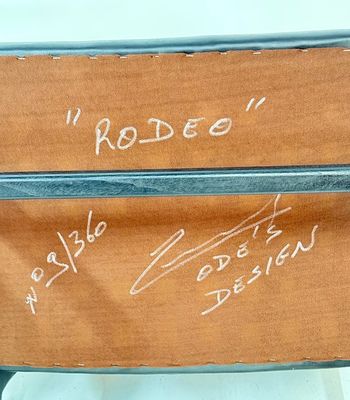 "RODEO"
N° 09/360
ODE'S
DESIGN